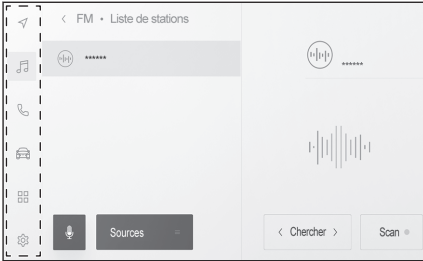 FM • Liste de stations
******
******
Sources
< Chercher >
Scan